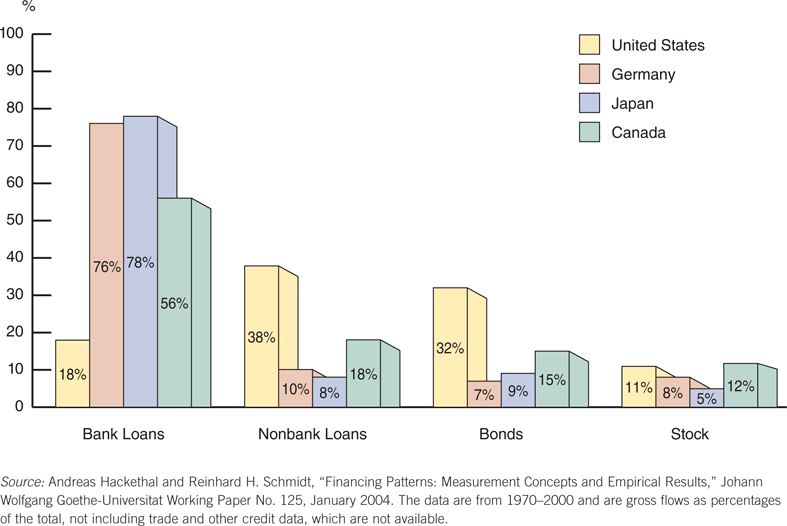 %
100
90
80
70
60
50
40
30
20
10
0
United States
Germany
Japan
Canada
18%
76%
78%
56%
38%
10%
8%
18%
32%
7%
9%
15%
11%
8%
5%
12%
Bank Loans
Nonbank Loans
Bonds
Stock
Source: Andreas Hackethal and Reinhard H. Schmidt, “Financing Patterns: Measurement Concepts and Empirical Results,” Johann
Wolfgang Goethe-Universitat Working Paper No. 125, January 2004. The data are from 1970–2000 and are gross flows as percentages
of the total, not including trade and other credit data, which are not available.